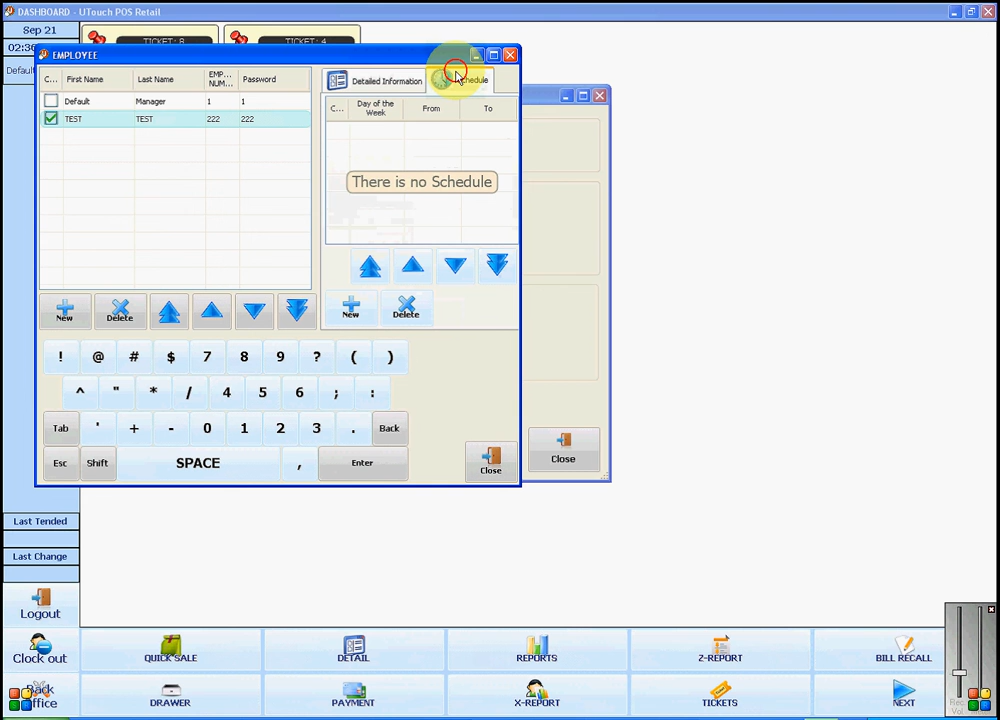 DASHBOARD - UTouch POS Retail
Sep 21
02:36
TICKET: 8
TICKET: 4
EMPLOYEE
C... First Name Last Name EMP... NUM... Password
Default Manager 1 1
TEST TEST 222 222
Detailed Information
C... Day of the Week From To
There is no Schedule
New Delete
New Delete
! @ # $ 7 8 9 ? ( )
^ " * / 4 5 6 ; :
Tab ' + - 0 1 2 3 . Back
Esc Shift SPACE , Enter
Close
Close
Last Tended
Last Change
Logout
Clock out
QUICK SALE DETAIL REPORTS Z-REPORT BILL RECALL
DRAWER PAYMENT X-REPORT TICKETS NEXT